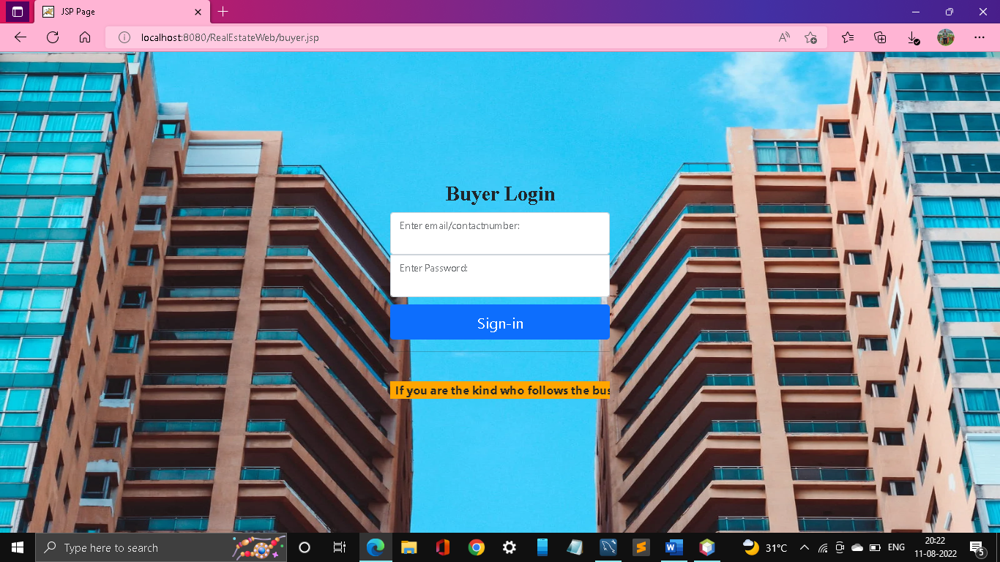 JSP Page
localhost:8080/RealEstateWeb/buyer.jsp
Buyer Login
Enter email/contactnumber:
Enter Password:
Sign-in
If you are the kind who follows the bus
Type here to search
31°C
ENG
20:22
11-08-2022
5